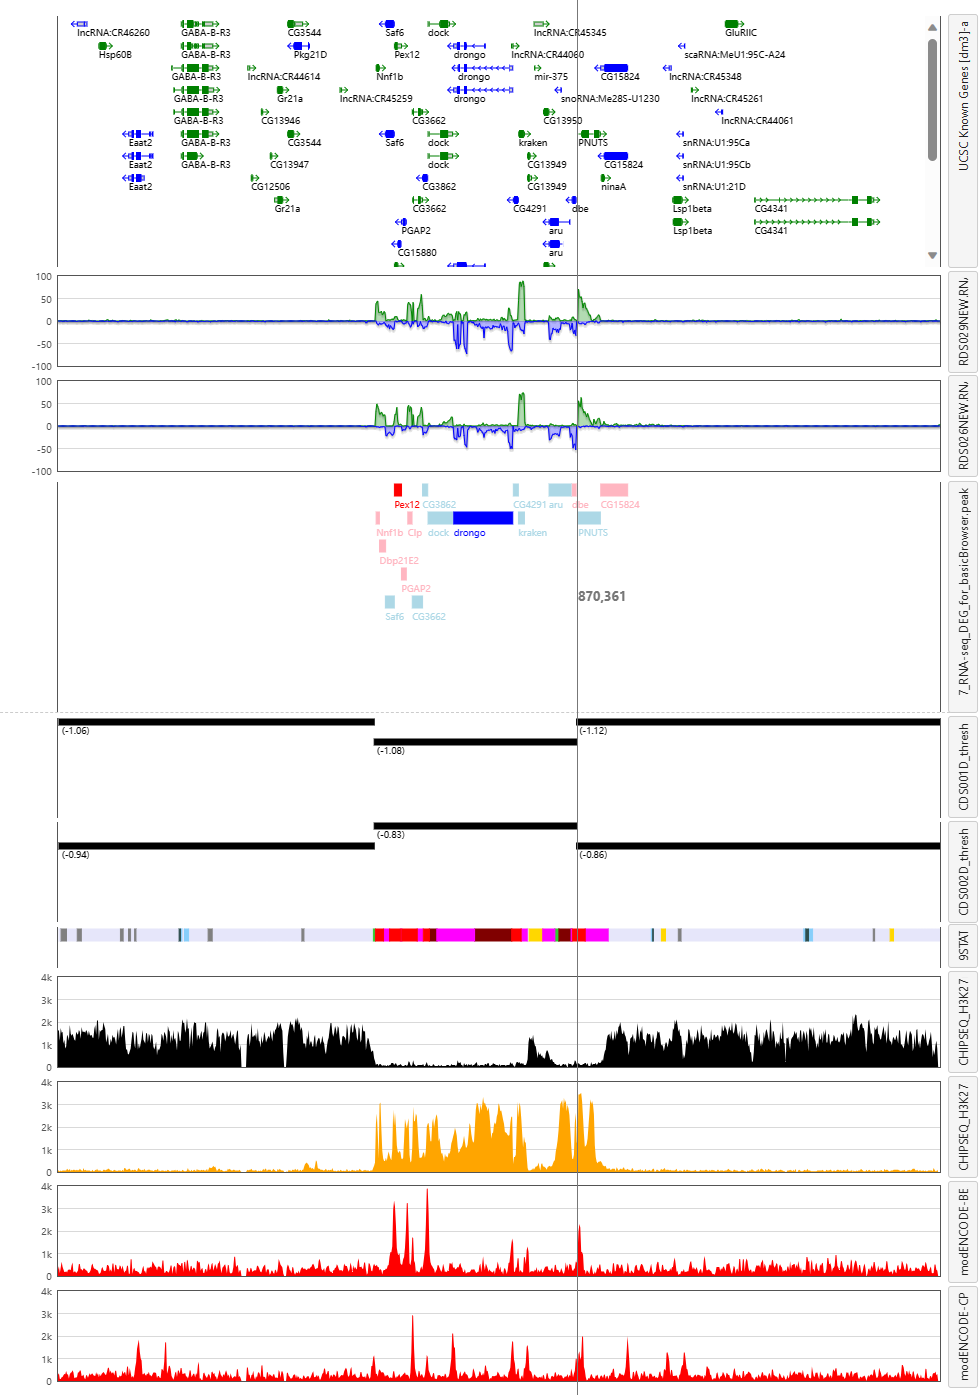 lncRNA:CR46260 GABA-B-R3 CG3544 Saf6 dock lncRNA:CR45345 GluRIIC
Hsp60B GABA-B-R3 Pkg21D Pex12 drongo lncRNA:CR44060 scaRNA:MeU1:95C-A24
GABA-B-R3 lncRNA:CR44614 Nnf1b drongo mir-375 CG15824 lncRNA:CR45348
GABA-B-R3 Gr21a lncRNA:CR45259 drongo snoRNA:Me28S-U1230 lncRNA:CR45261
GABA-B-R3 CG13946 CG3662 CG13950 lncRNA:CR44061
Eaat2 GABA-B-R3 CG3544 Saf6 dock kraken PNUTS snRNA:U1:95Ca
Eaat2 GABA-B-R3 CG13947 dock CG13949 CG15824 snRNA:U1:95Cb
Eaat2 CG12506 CG3862 CG13949 ninaA snRNA:U1:21D
Gr21a CG3662 CG4291 dbe Lsp1beta CG4341
PGAP2 aru Lsp1beta CG4341
CG15880 aru
UCSC Known Genes [dm3]-a
100
50
0
-50
-100
RDS029NEW.RN
100
50
0
-50
-100
RDS026NEW.RN
Pex12 CG3862 CG4291 aru dbe CG15824
Nnf1b Clp dock drongo kraken PNUTS
Dbp21E2
PGAP2
870,361
Saf6 CG3662
7_RNA-seq_DEG_for_basicBrowser.peak
(-1.06) (-1.12)
(-1.08)
CDS001D_thresh
(-0.83)
(-0.94) (-0.86)
CDS002D_thresh
9STAT
4k
3k
2k
1k
0
CHIPSEQ_H3K27
4k
3k
2k
1k
0
CHIPSEQ_H3K27
4k
3k
2k
1k
0
modENCODE-BE
4k
3k
2k
1k
0
modENCODE-CP